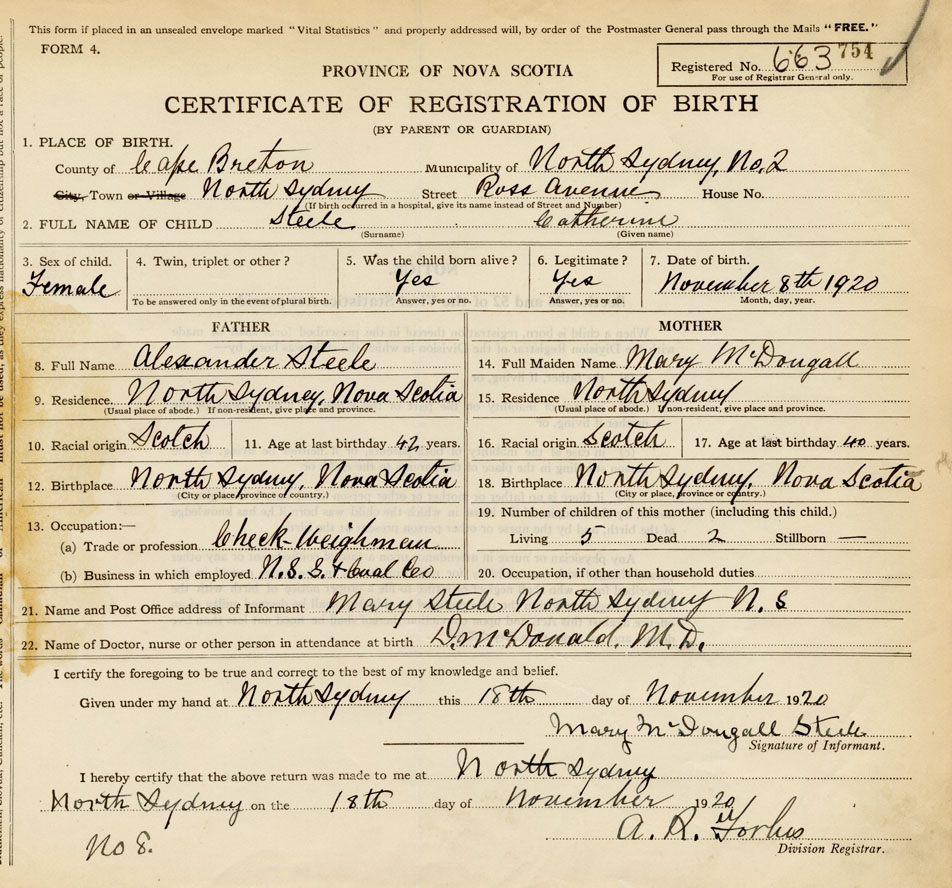 This form if placed in an unsealed envelope marked "Vital Statistics" and properly addressed will, by order of the Postmaster General pass through the Mails "FREE."
FORM 4.
Registered No. 663 754
For use of Registrar General only.
PROVINCE OF NOVA SCOTIA
CERTIFICATE OF REGISTRATION OF BIRTH
(BY PARENT OR GUARDIAN)
1. PLACE OF BIRTH.
County of Cape Breton Municipality of North Sydney, No. 2
City, Town or Village North Sydney Street Ross Avenue House No.
(If birth occurred in a hospital, give its name instead of Street and Number)
2. FULL NAME OF CHILD Steele Catherine
(Surname) (Given name)
3. Sex of child. 4. Twin, triplet or other? 5. Was the child born alive? 6. Legitimate? 7. Date of birth.
Female Yes Yes November 8th 1920
To be answered only in the event of plural birth. Answer, yes or no. Answer, yes or no. Month, day, year.
FATHER MOTHER
8. Full Name Alexander Steele 14. Full Maiden Name Mary McDougall
9. Residence. North Sydney, Nova Scotia 15. Residence North Sydney
(Usual place of abode.) If non-resident, give place and province. (Usual place of abode.) If non-resident, give place and province.
10. Racial origin Scotch 11. Age at last birthday 42 years. 16. Racial origin Scotch 17. Age at last birthday 40 years.
12. Birthplace North Sydney, Nova Scotia 18. Birthplace North Sydney, Nova Scotia
(City or place, province or country.) (City or place, province or country.)
13. Occupation:— 19. Number of children of this mother (including this child.)
(a) Trade or profession Check-Weighman Living 5 Dead 2 Stillborn —
(b) Business in which employed N.S.S. & Coal Co 20. Occupation, if other than household duties
21. Name and Post Office address of Informant Mary Steele North Sydney N. S
22. Name of Doctor, nurse or other person in attendance at birth D. McDonald, M.D.
I certify the foregoing to be true and correct to the best of my knowledge and belief.
Given under my hand at North Sydney this 18th day of November 1920
Mary McDougall Steele
Signature of Informant.
I hereby certify that the above return was made to me at North Sydney
North Sydney on the 18th day of November 1920
A. R. Forbes
Division Registrar.
No 8.